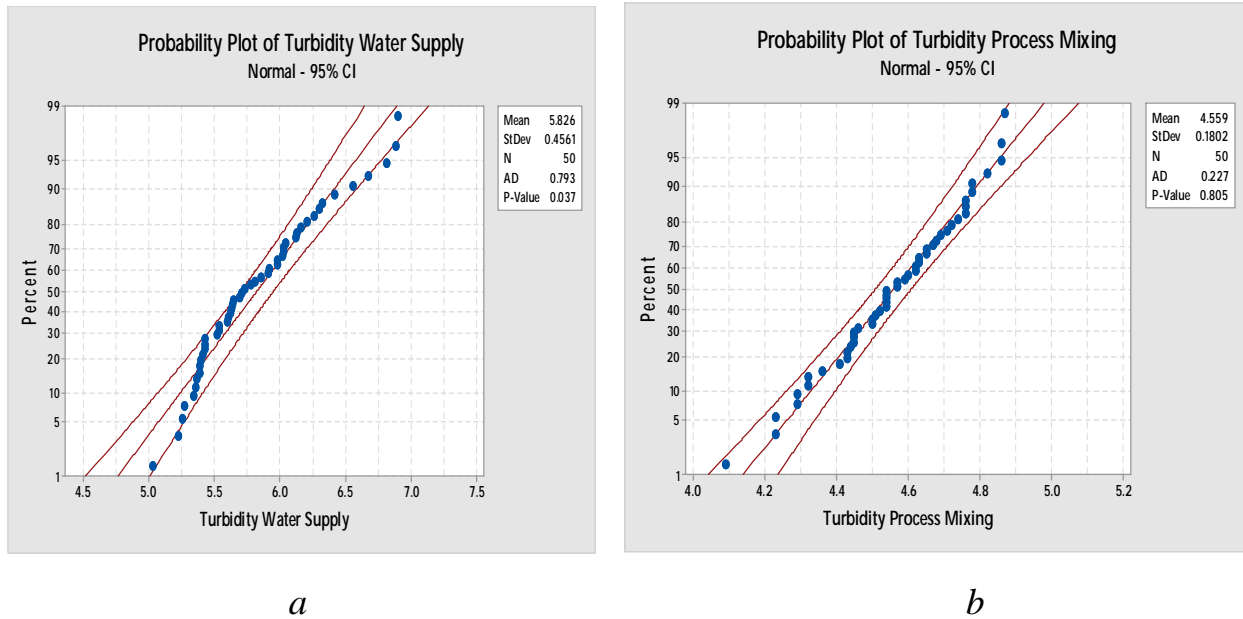 Probability Plot of Turbidity Water Supply
Normal - 95% CI
99
95
90
80
70
60
50
40
30
20
10
5
1
Percent
4.5 5.0 5.5 6.0 6.5 7.0 7.5
Turbidity Water Supply
Mean 5.826
StDev 0.4561
N 50
AD 0.793
P-Value 0.037
a
Probability Plot of Turbidity Process Mixing
Normal - 95% CI
99
95
90
80
70
60
50
40
30
20
10
5
1
Percent
4.0 4.2 4.4 4.6 4.8 5.0 5.2
Turbidity Process Mixing
Mean 4.559
StDev 0.1802
N 50
AD 0.227
P-Value 0.805
b